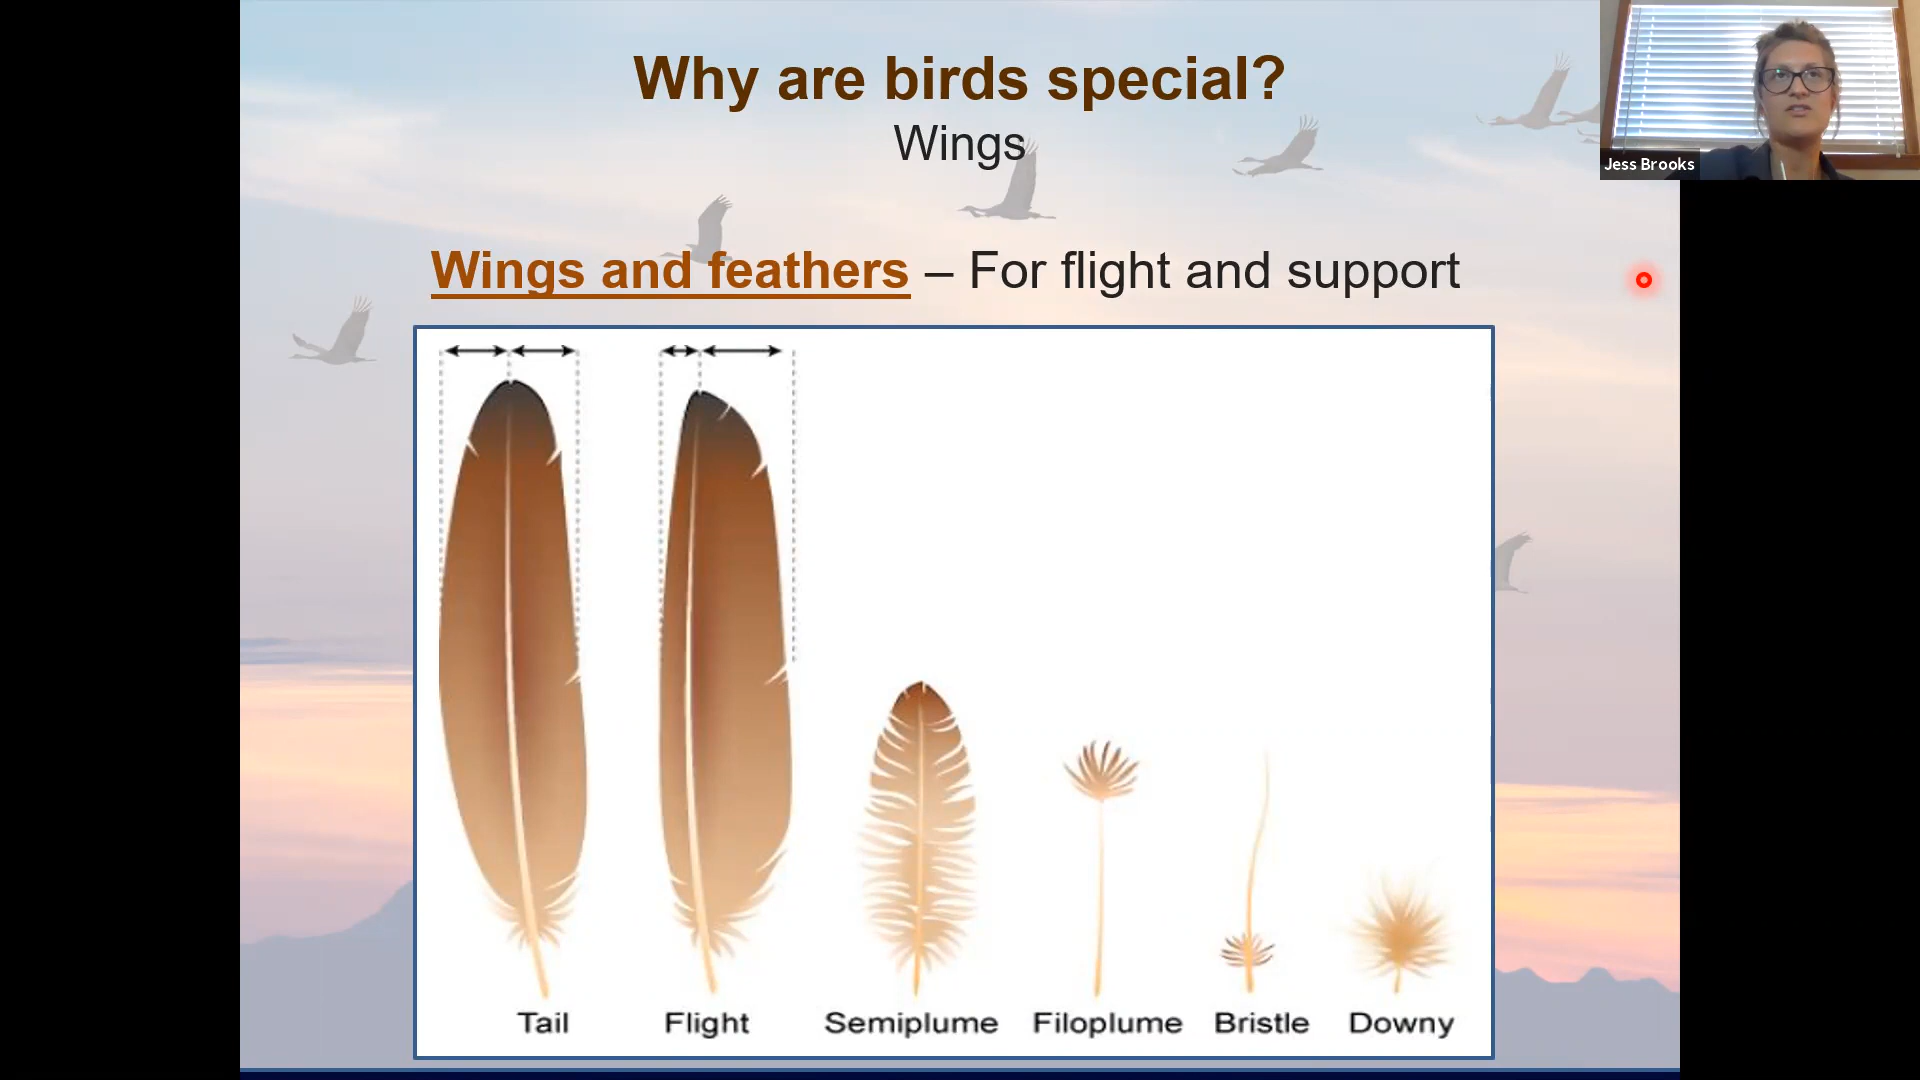 Why are birds special?
Wings
Jess Brooks
Wings and feathers – For flight and support
Tail Flight Semiplume Filoplume Bristle Downy